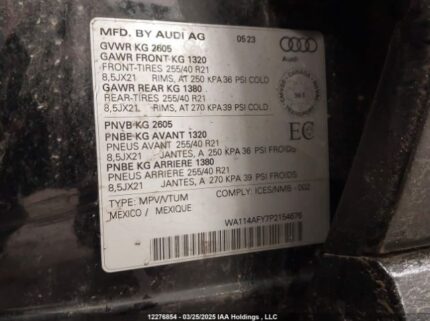 MFD. BY AUDI AG 05 23
Audi
GVWR KG 2605
GAWR FRONT KG 1320
FRONT-TIRES 255/40 R21
8,5JX21 RIMS, AT 250 KPA 36 PSI COLD
GAWR REAR KG 1380
REAR-TIRES 255/40 R21
8,5JX21 RIMS, AT 270 KPA 39 PSI COLD
PNVB KG 2605
PNBE KG AVANT 1320
PNEUS AVANT 255/40 R21
8,5JX21 JANTES, A 250 KPA 36 PSI FROIDS
PNBE KG ARRIERE 1380
PNEUS ARRIERE 255/40 R21
8,5JX21 JANTES, A 270 KPA 39 PSI FROIDS
EC
TYPE: MPV/VTUM COMPLY: ICES/NMB - 002
MEXICO / MEXIQUE
WA114AFY7P2154676
12276854 - 03/25/2025 IAA Holdings, LLC Copyright